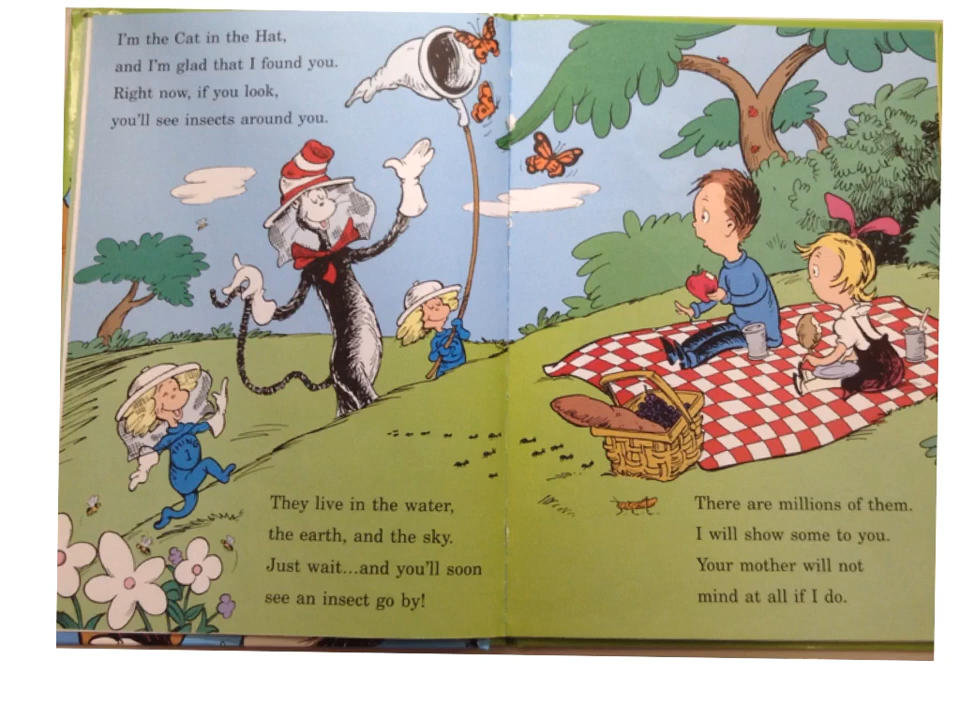 I'm the Cat in the Hat,
and I'm glad that I found you.
Right now, if you look,
you'll see insects around you.
THING
1
They live in the water,
the earth, and the sky.
Just wait...and you'll soon
see an insect go by!
There are millions of them.
I will show some to you.
Your mother will not
mind at all if I do.